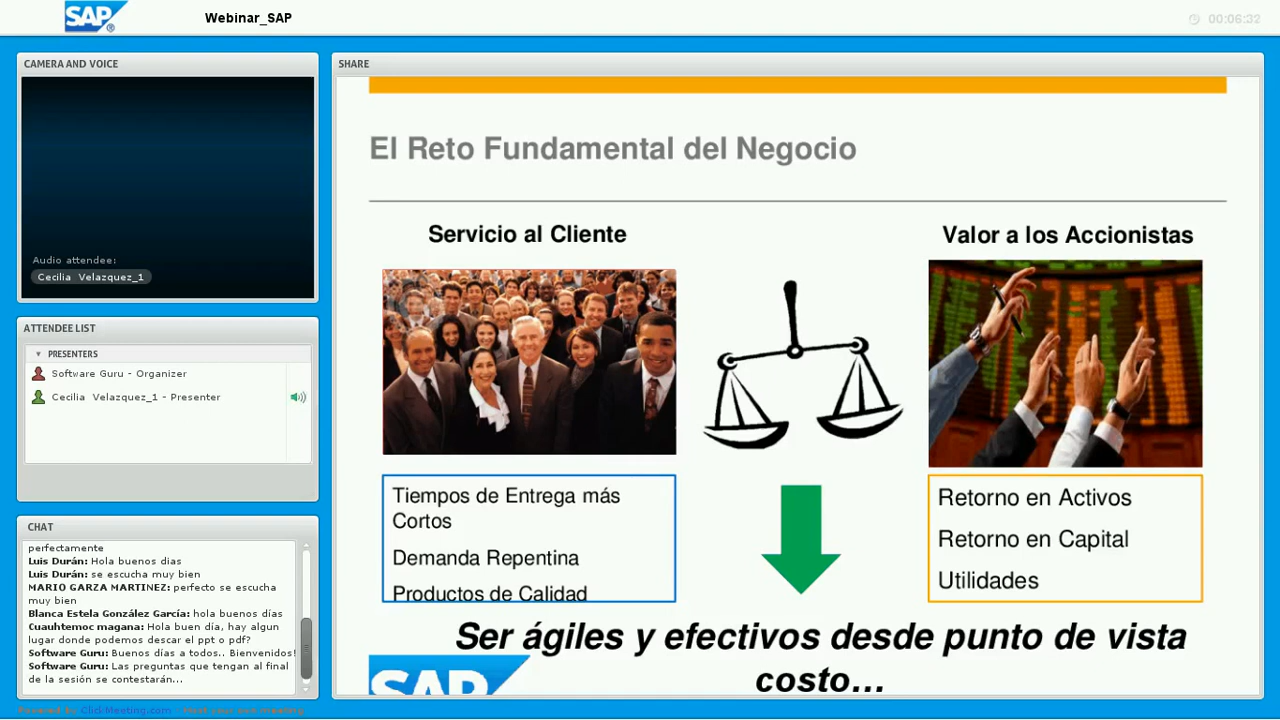 SAP
Webinar_SAP
00:06:32
CAMERA AND VOICE
Audio attendee:
Cecilia Velazquez_1
ATTENDEE LIST
PRESENTERS
Software Guru - Organizer
Cecilia Velazquez_1 - Presenter
CHAT
perfectamente
Luis Durán: Hola buenos dias
Luis Durán: se escucha muy bien
MARIO GARZA MARTINEZ: perfecto se escucha
muy bien
Blanca Estela González García: hola buenos días
Cuauhtemoc magana: Hola buen día, hay algun
lugar donde podemos descar el ppt o pdf?
Software Guru: Buenos días a todos.. Bienvenidos!
Software Guru: Las preguntas que tengan al final
de la sesión se contestarán...
Powered by ClickMeeting.com - Host your own meeting
SHARE
El Reto Fundamental del Negocio
Servicio al Cliente
Valor a los Accionistas
Tiempos de Entrega más
Cortos
Demanda Repentina
Productos de Calidad
Retorno en Activos
Retorno en Capital
Utilidades
Ser ágiles y efectivos desde punto de vista
costo...
SAP